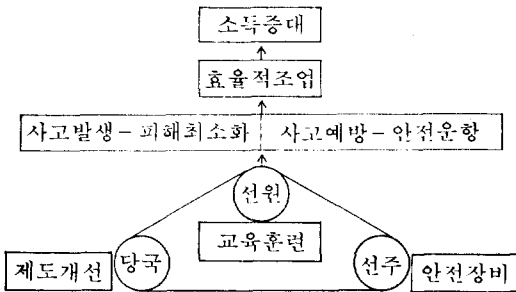 소득증대
효율적조업
사고발생-피해최소화 사고예방-안전운항
선원
교육훈련
제도개선 당국 선주 안전장비